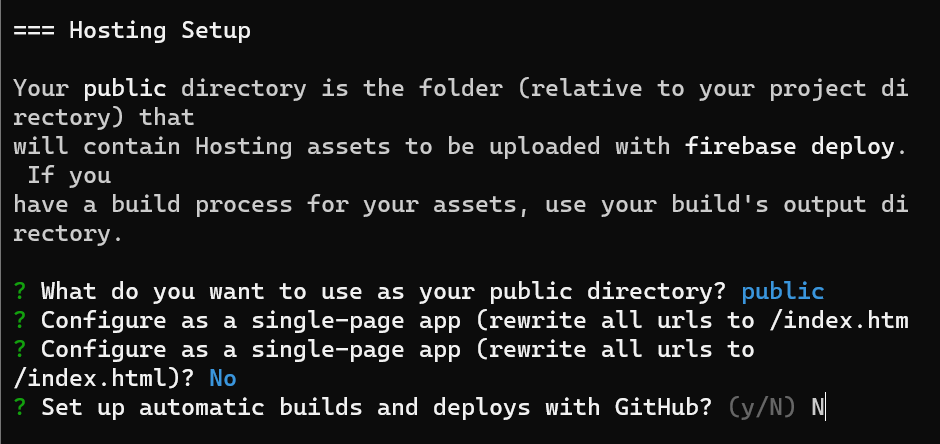 === Hosting Setup
Your public directory is the folder (relative to your project di
rectory) that
will contain Hosting assets to be uploaded with firebase deploy.
 If you
have a build process for your assets, use your build's output di
rectory.
? What do you want to use as your public directory? public
? Configure as a single-page app (rewrite all urls to /index.htm
? Configure as a single-page app (rewrite all urls to
/index.html)? No
? Set up automatic builds and deploys with GitHub? (y/N) N